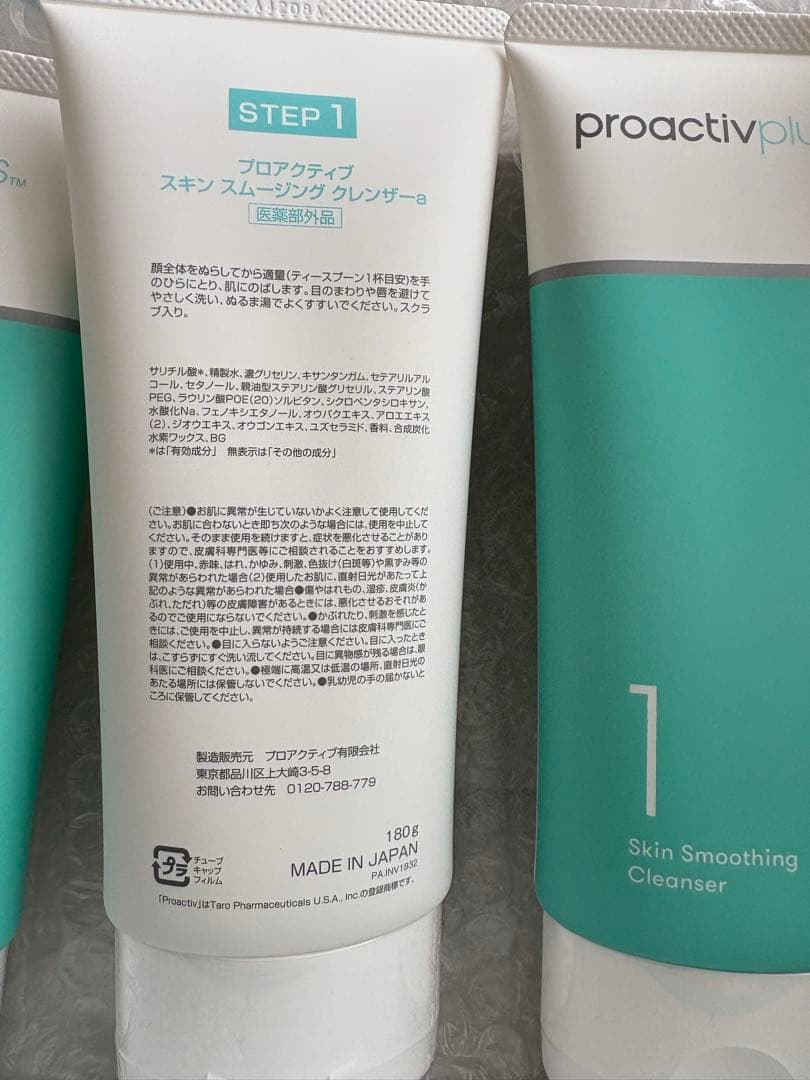 STEP 1
プロアクティブ
スキン スムージング クレンザーa
医薬部外品
顔全体をぬらしてから適量(ティースプーン1杯目安)を手
のひらにとり、肌にのばします。目のまわりや唇を避けて
やさしく洗い、ぬるま湯でよくすすいでください。スクラ
ブ入り。
サリチル酸*、精製水、濃グリセリン、キサンタンガム、セテアリルアル
コール、セタノール、親油型ステアリン酸グリセリル、ステアリン酸
PEG、ラウリン酸POE(20)ソルビタン、シクロペンタシロキサン、
水酸化Na、フェノキシエタノール、オウバクエキス、アロエエキス
(2)、ジオウエキス、オウゴンエキス、ユズセラミド、香料、合成炭化
水素ワックス、BG
*は「有効成分」 無表示は「その他の成分」
(ご注意)●お肌に異常が生じていないかよく注意して使用してくだ
さい。お肌に合わないとき即ち次のような場合には、使用を中止して
ください。そのまま使用を続けますと、症状を悪化させることがあり
ますので、皮膚科専門医等にご相談されることをおすすめします。
(1)使用中、赤味、はれ、かゆみ、刺激、色抜け(白斑等)や黒ずみ等の
異常があらわれた場合(2)使用したお肌に、直射日光があたって上
記のような異常があらわれた場合●傷やはれもの、湿疹、皮膚炎(か
ぶれ、ただれ)等の皮膚障害があるときには、悪化させるおそれがあ
るのでご使用にならないでください。●かぶれたり、刺激を感じたと
きには、ご使用を中止し、異常が持続する場合には皮膚科専門医にご
相談ください。●目に入らないようご注意ください。目に入ったとき
は、こすらずにすぐ洗い流してください。目に異物感が残る場合は、眼
科医にご相談ください。●極端に高温又は低温の場所、直射日光の
あたる場所には保管しないでください。●乳幼児の手の届かないと
ころに保管してください。
製造販売元 プロアクティブ有限会社
東京都品川区上大崎3-5-8
お問い合わせ先 0120-788-779
180g
MADE IN JAPAN
PA.INV1832
プラ
チューブ
キャップ
フィルム
「Proactiv」はTaro Pharmaceuticals U.S.A., Inc.の登録商標です。
proactivplu
1
Skin Smoothing
Cleanser
S™